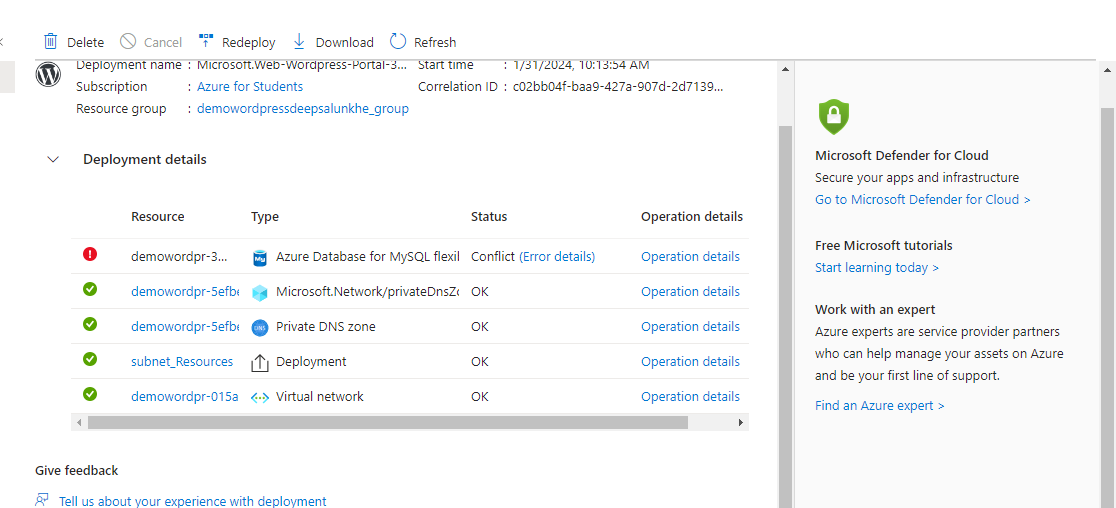 Delete Cancel Redeploy Download Refresh
Deployment name : Microsoft.Web-Wordpress-Portal-3... Start time : 1/31/2024, 10:13:54 AM
Subscription : Azure for Students Correlation ID : c02bb04f-baa9-427a-907d-2d7139...
Resource group : demowordpressdeepsalunkhe_group
Deployment details
Resource Type Status Operation details
demowordpr-3... Azure Database for MySQL flexil Conflict (Error details) Operation details
demowordpr-5efbe Microsoft.Network/privateDnsZo OK Operation details
demowordpr-5efbe Private DNS zone OK Operation details
subnet_Resources Deployment OK Operation details
demowordpr-015a Virtual network OK Operation details
Give feedback
Tell us about your experience with deployment
Microsoft Defender for Cloud
Secure your apps and infrastructure
Go to Microsoft Defender for Cloud >
Free Microsoft tutorials
Start learning today >
Work with an expert
Azure experts are service provider partners
who can help manage your assets on Azure
and be your first line of support.
Find an Azure expert >